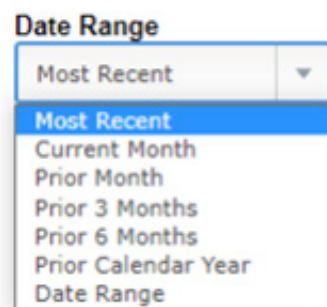 Date Range
Most Recent
Most Recent
Current Month
Prior Month
Prior 3 Months
Prior 6 Months
Prior Calendar Year
Date Range